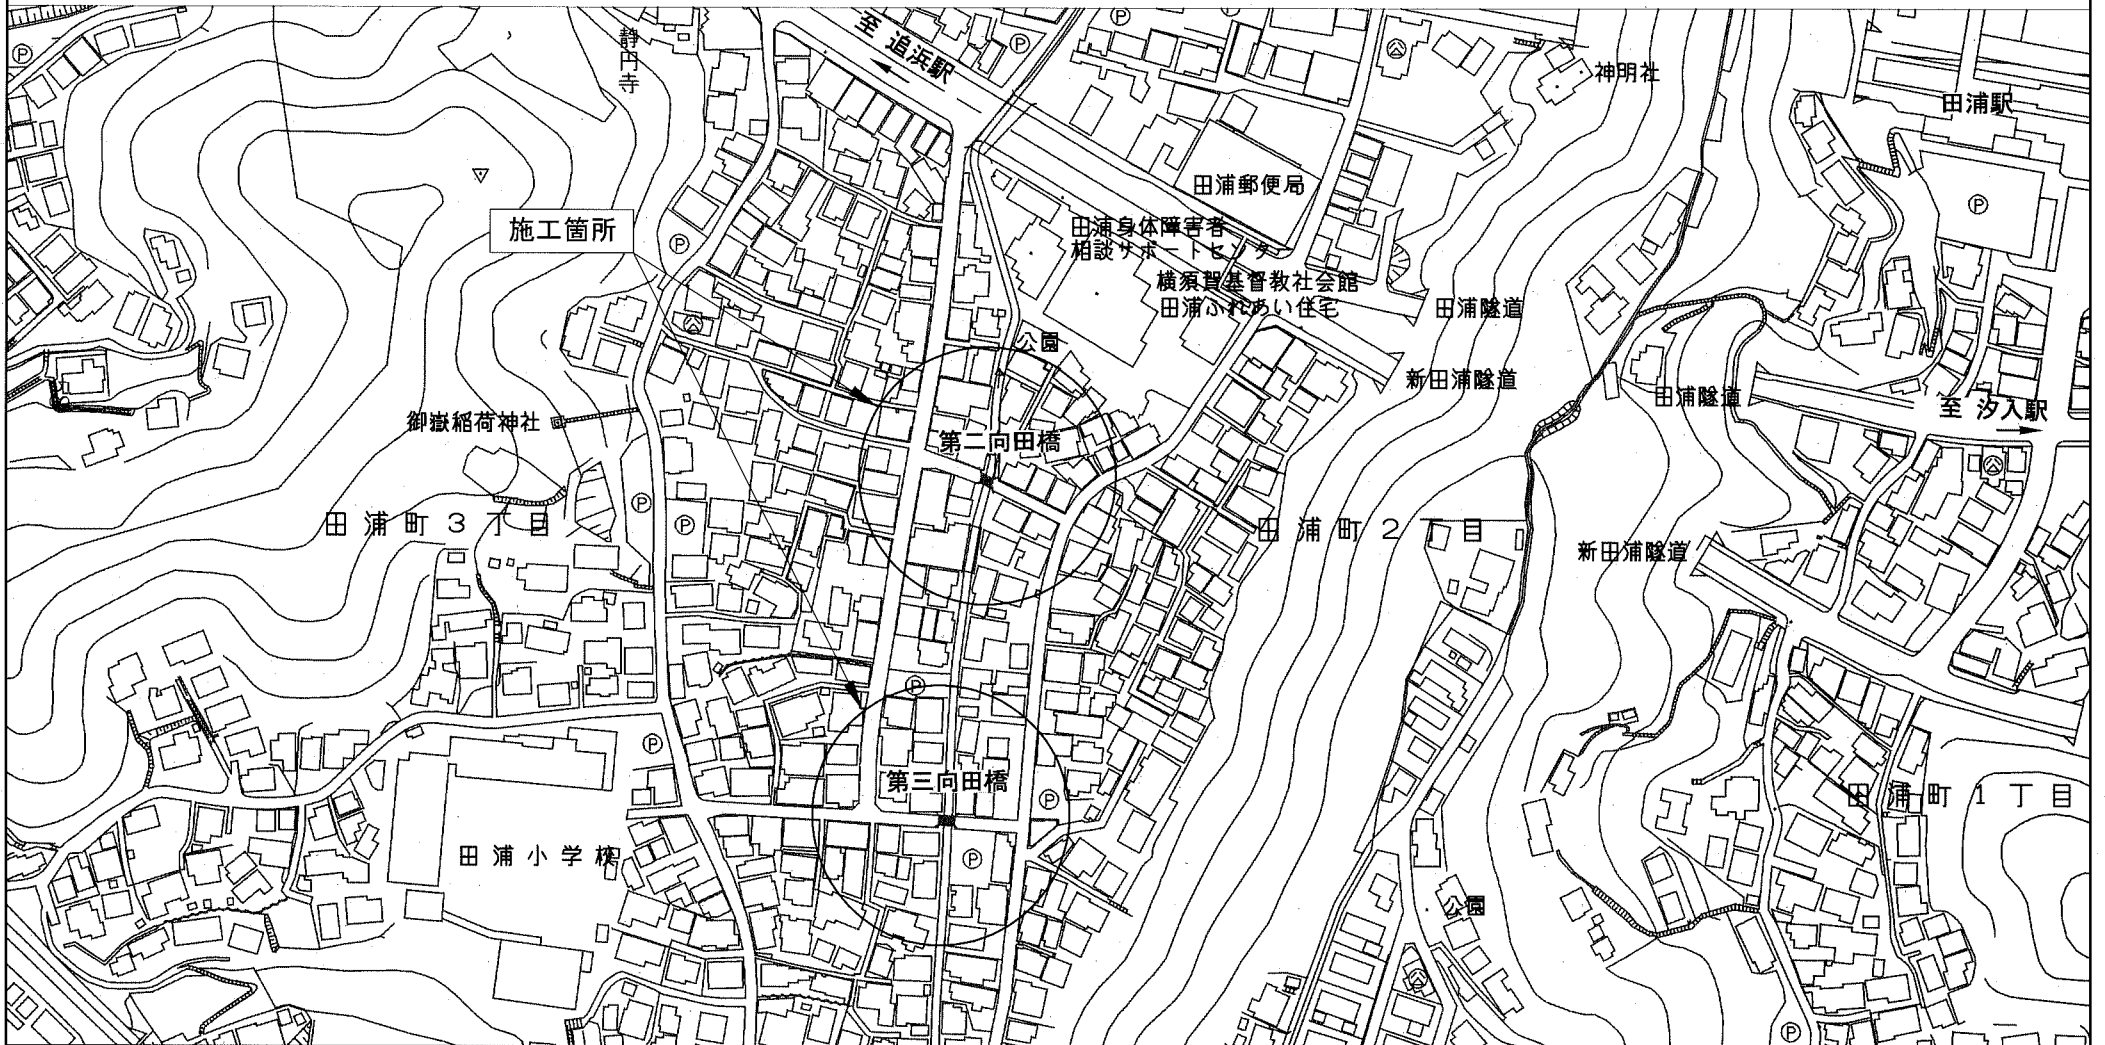 静円寺
至 追浜駅
神明社
田浦駅
田浦郵便局
施工箇所
田浦身体障害者
相談サポートセンター
横須賀基督教社会館
田浦ふれあい住宅
田浦隧道
公園
新田浦隧道
田浦隧道
至 汐入駅
御嶽稲荷神社
第二向田橋
田浦町3丁目
田浦町2丁目
新田浦隧道
第三向田橋
田浦町1丁目
田浦小学校
公園
P
P
P
P
P
P
P
P
P
P
P
P
P